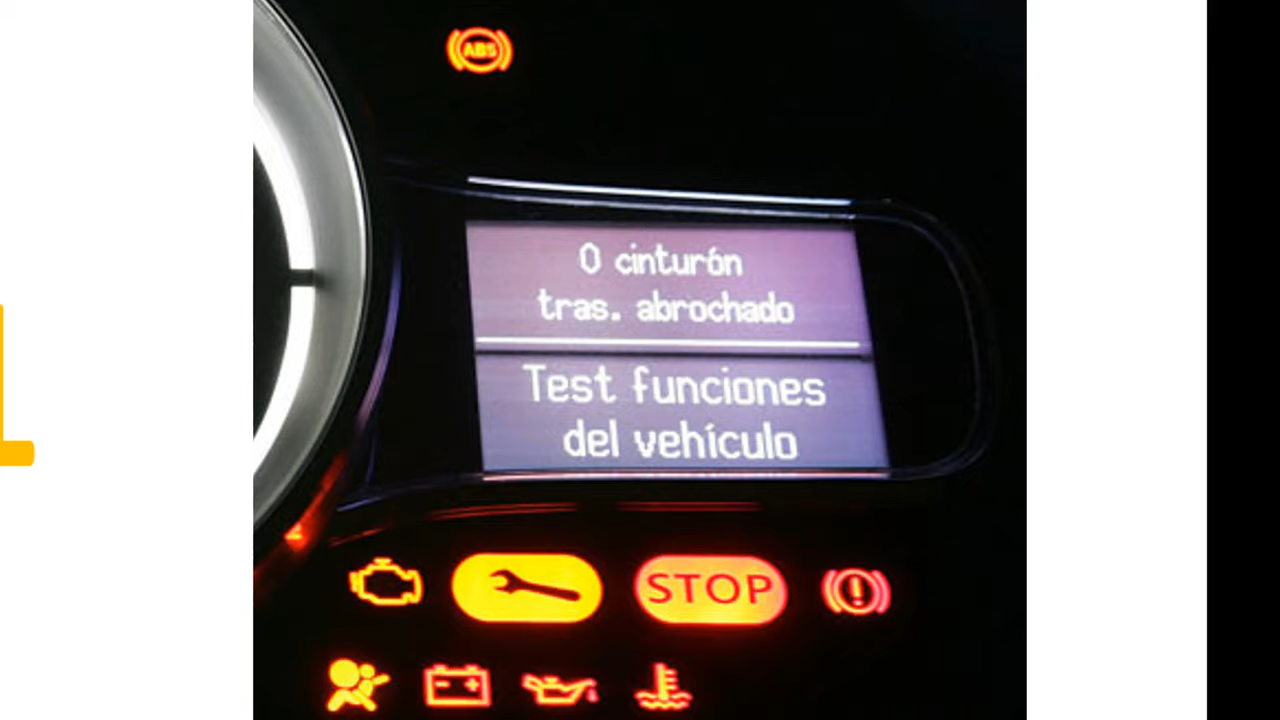 ABS
0 cinturón
tras. abrochado
Test funciones
del vehículo
STOP